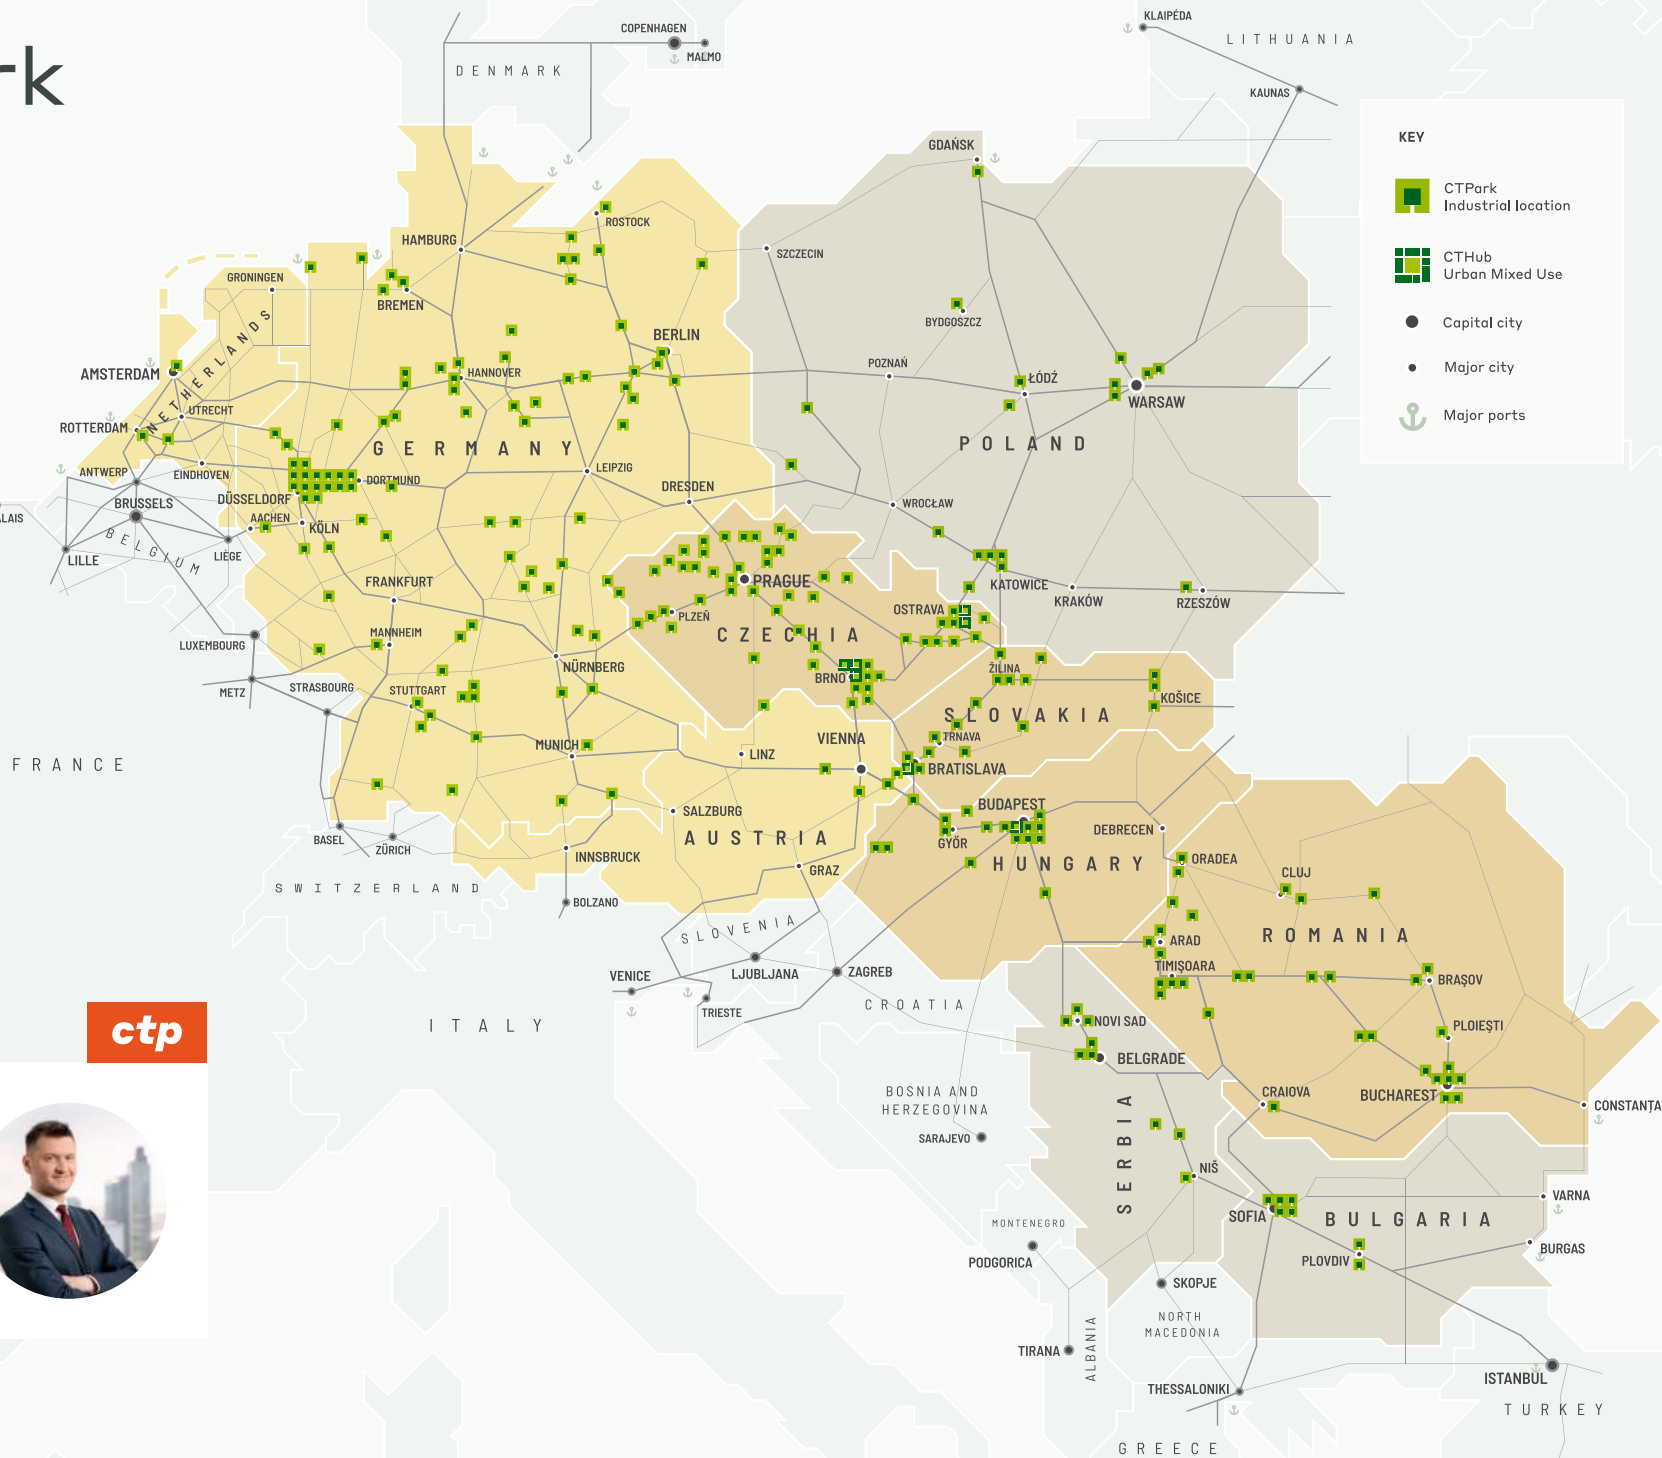 rk
KEY
CTPark
Industrial location
CTHub
Urban Mixed Use
Capital city
Major city
Major ports
COPENHAGEN
MALMO
DENMARK
KLAIPĖDA
LITHUANIA
KAUNAS
GDAŃSK
ROSTOCK
HAMBURG
SZCZECIN
GRONINGEN
BREMEN
BYDGOSZCZ
BERLIN
NETHERLANDS
AMSTERDAM
HANNOVER
POZNAŃ
ŁÓDŹ
WARSAW
UTRECHT
ROTTERDAM
GERMANY
POLAND
ANTWERP
EINDHOVEN
DORTMUND
LEIPZIG
DRESDEN
BRUSSELS
DÜSSELDORF
WROCŁAW
ALAIS
AACHEN
KÖLN
BELGIUM
LIÈGE
LILLE
FRANKFURT
PRAGUE
KATOWICE
KRAKÓW
RZESZÓW
OSTRAVA
PLZEŇ
CZECHIA
LUXEMBOURG
MANNHEIM
NÜRNBERG
ŽILINA
BRNO
METZ
STRASBOURG
STUTTGART
KOŠICE
SLOVAKIA
TRNAVA
VIENNA
MUNICH
LINZ
FRANCE
BRATISLAVA
BUDAPEST
SALZBURG
DEBRECEN
BASEL
ZÜRICH
AUSTRIA
GYÖR
INNSBRUCK
HUNGARY
ORADEA
CLUJ
GRAZ
SWITZERLAND
BOLZANO
SLOVENIA
ROMANIA
ARAD
TIMIȘOARA
VENICE
LJUBLJANA
ZAGREB
BRAȘOV
TRIESTE
CROATIA
ITALY
NOVI SAD
PLOIEȘTI
ctp
BELGRADE
BOSNIA AND
HERZEGOVINA
CRAIOVA
BUCHAREST
CONSTANȚA
SARAJEVO
SERBIA
NIŠ
VARNA
MONTENEGRO
SOFIA
BULGARIA
BURGAS
PODGORICA
PLOVDIV
SKOPJE
NORTH
MACEDONIA
TIRANA
ALBANIA
THESSALONIKI
ISTANBUL
TURKEY
GREECE